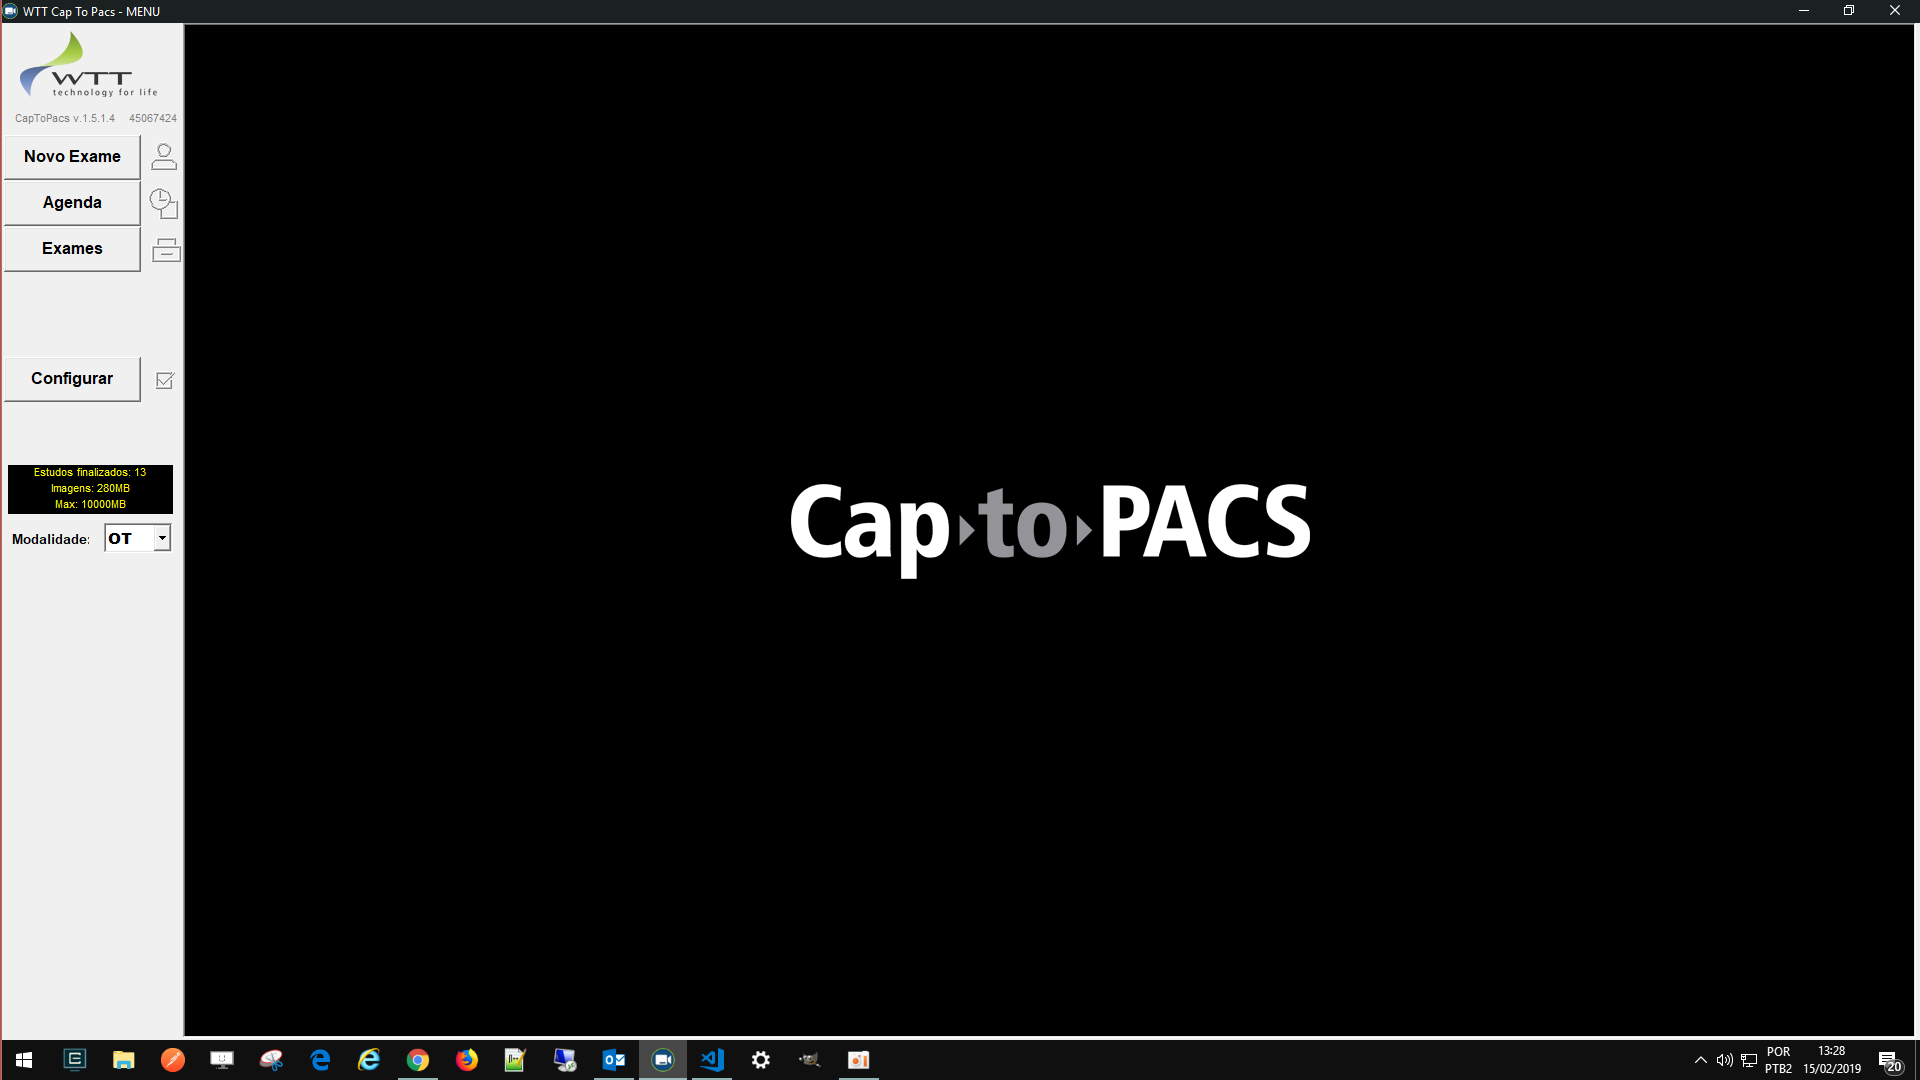 WTT Cap To Pacs - MENU
WTT
technology for life
CapToPacs v.1.5.1.4 45067424
Novo Exame
Agenda
Exames
Configurar
Estudos finalizados: 13
Imagens: 280MB
Max: 10000MB
Modalidade: OT
Cap to PACS
POR
PTB2
13:28
15/02/2019
20